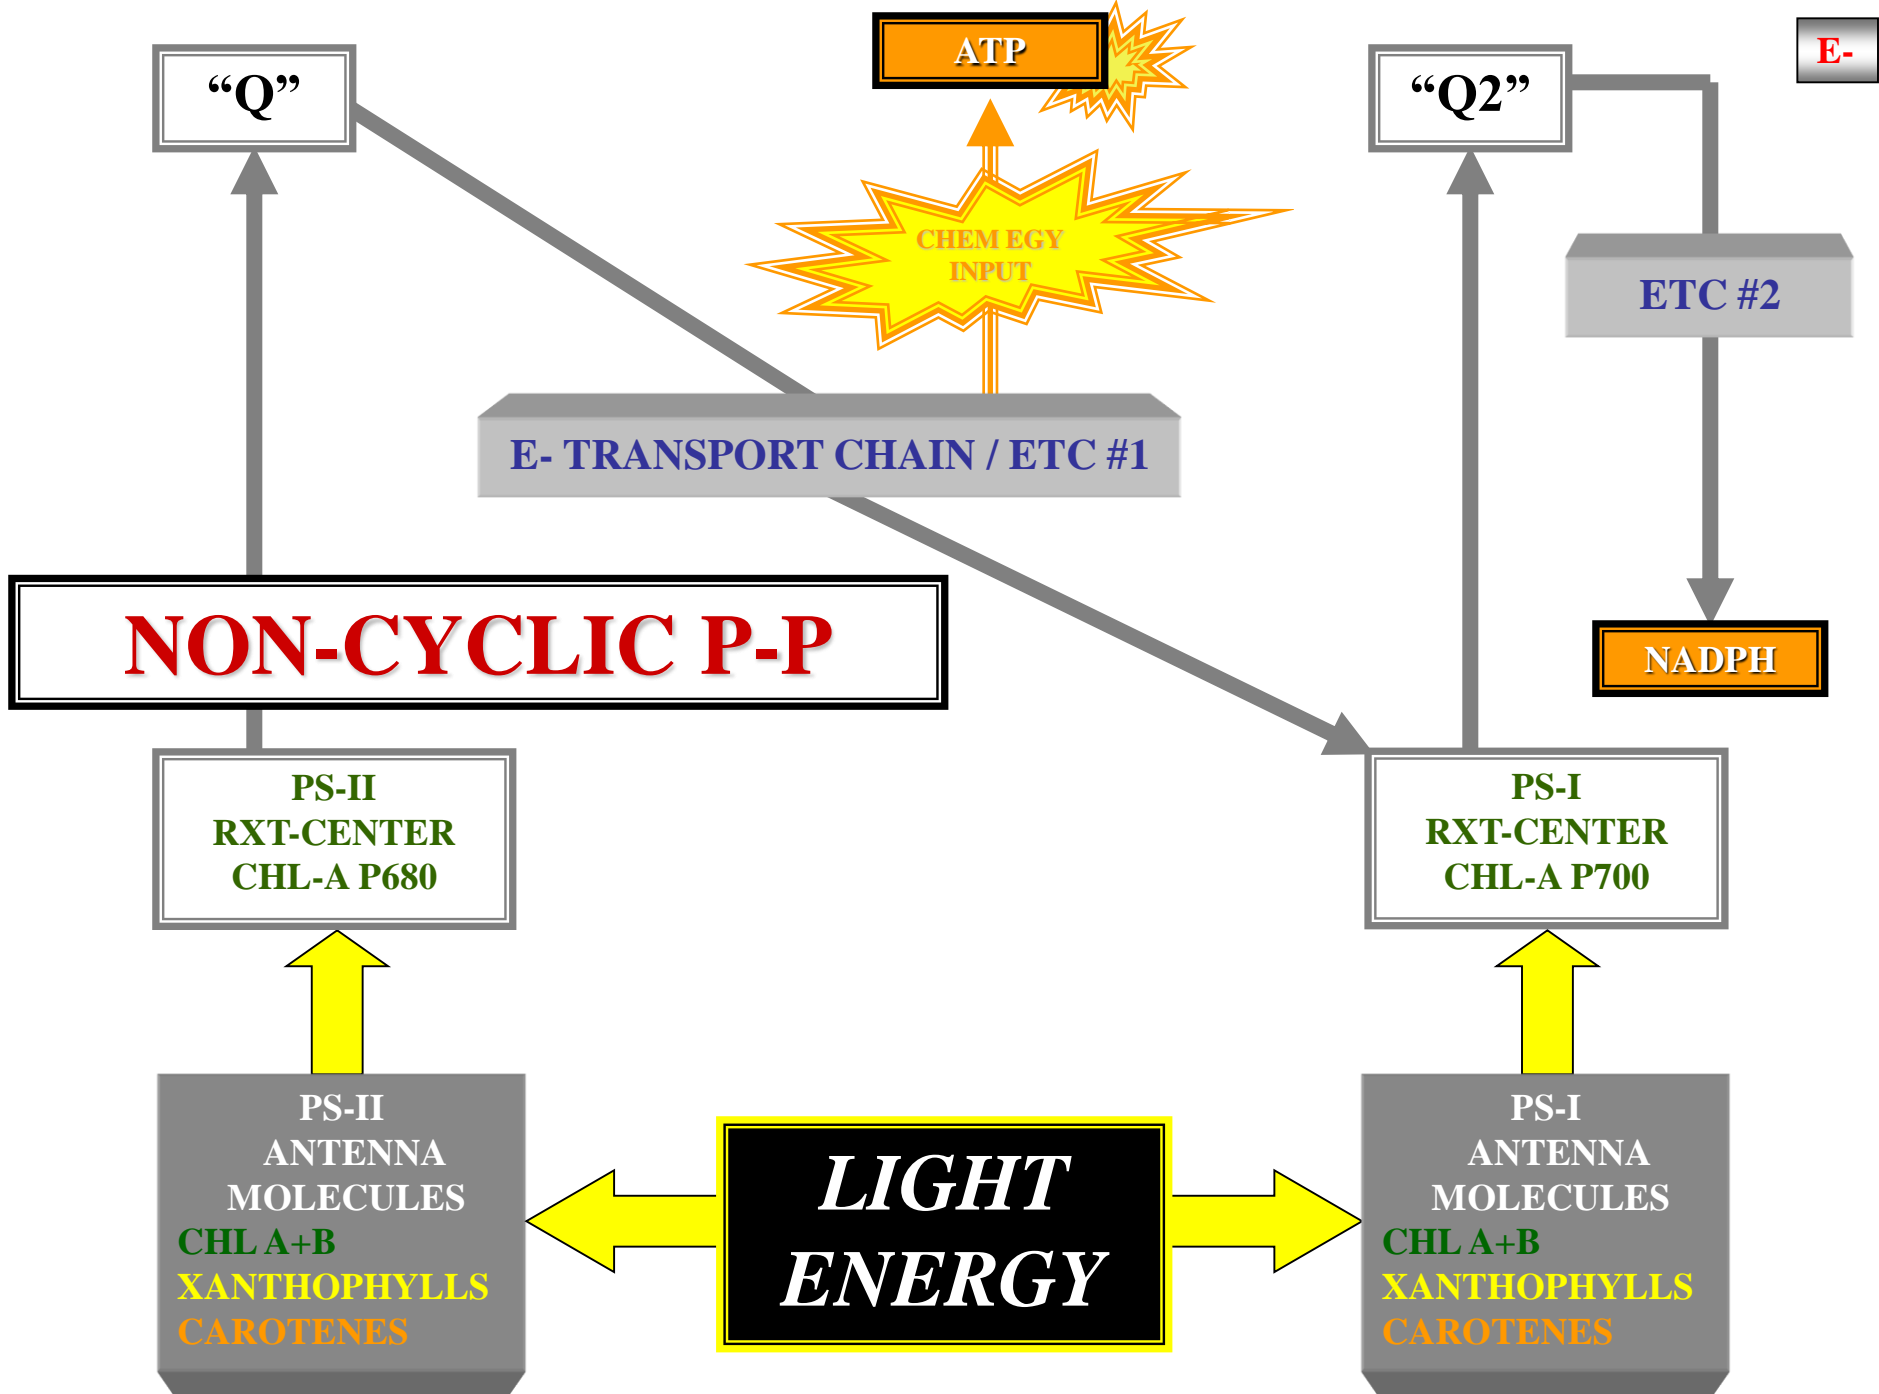 ATP
E-
“Q”
“Q2”
CHEM EGY
INPUT
ETC #2
E- TRANSPORT CHAIN / ETC #1
NON-CYCLIC P-P
NADPH
PS-II
RXT-CENTER
CHL-A P680
PS-I
RXT-CENTER
CHL-A P700
PS-II
ANTENNA
MOLECULES
CHL A+B
XANTHOPHYLLS
CAROTENES
LIGHT
ENERGY
PS-I
ANTENNA
MOLECULES
CHL A+B
XANTHOPHYLLS
CAROTENES